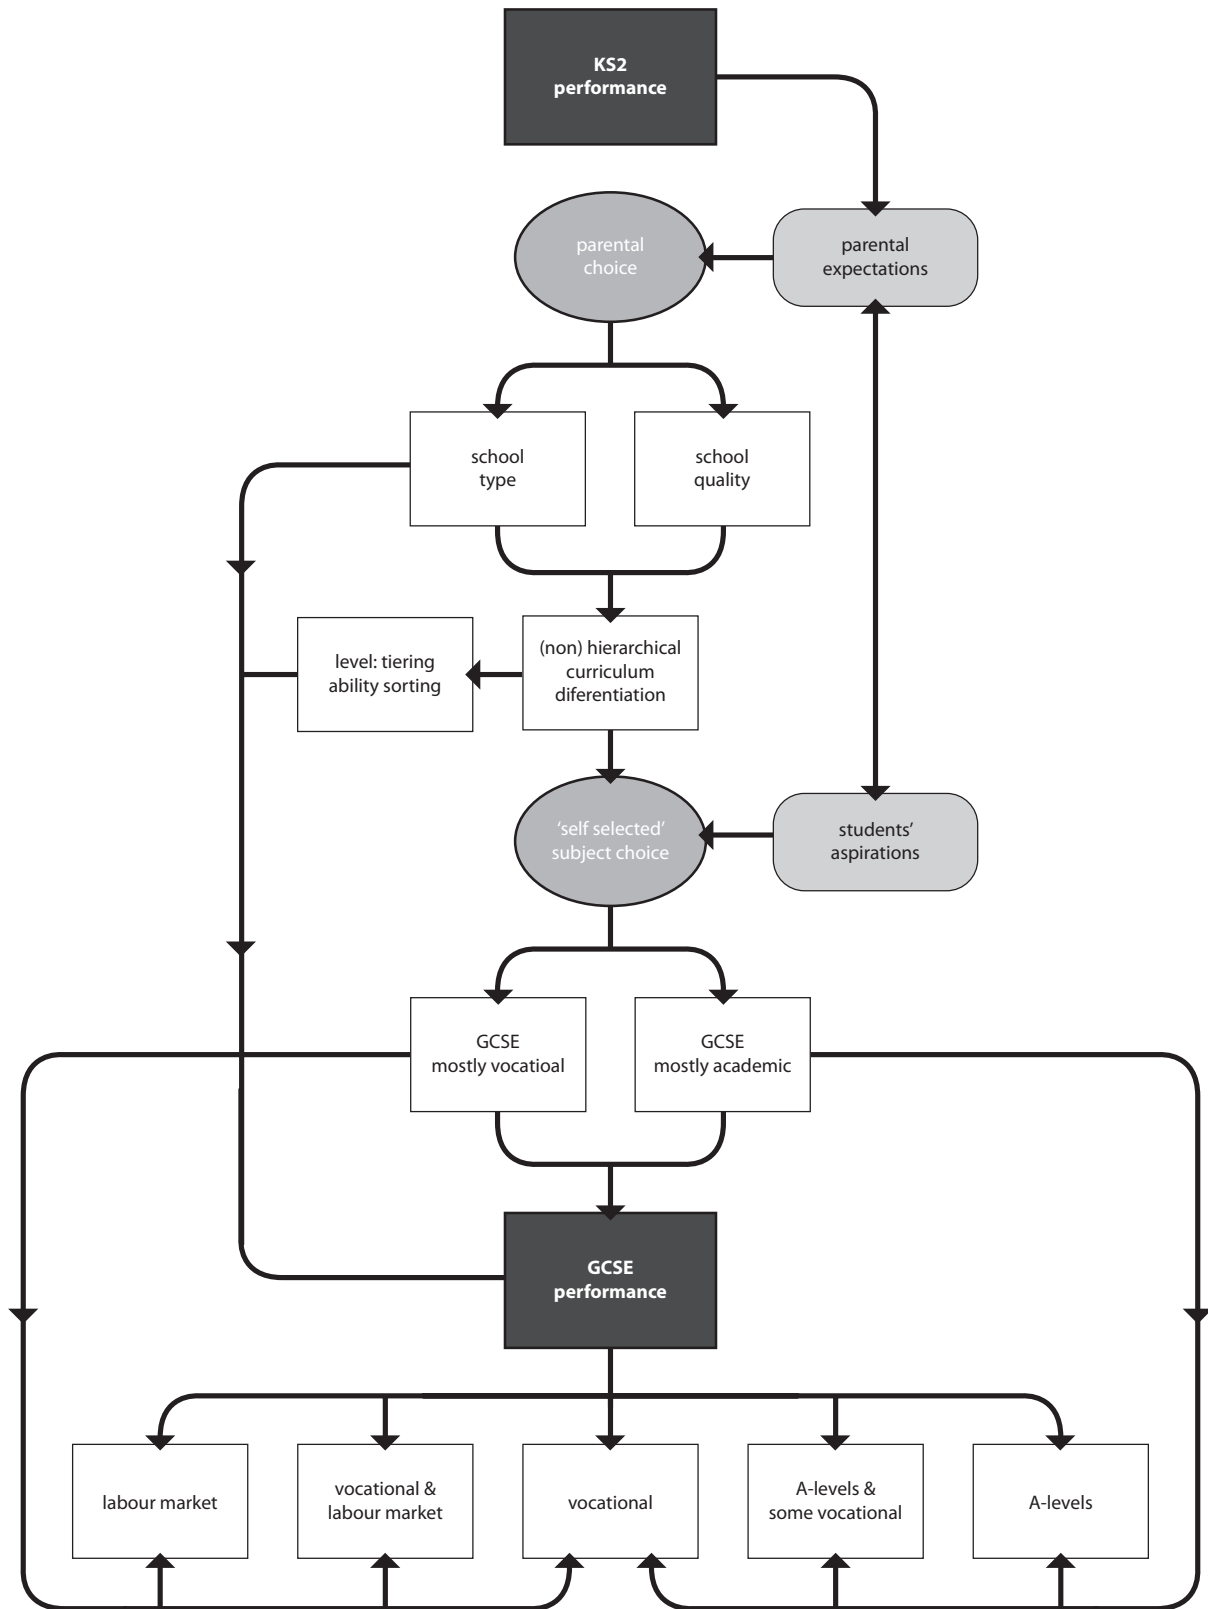 KS2
performance
parental
choice
parental
expectations
school
type
school
quality
level: tiering
ability sorting
(non) hierarchical
curriculum
diferentiation
‘self selected’
subject choice
students’
aspirations
GCSE
mostly vocatioal
GCSE
mostly academic
GCSE
performance
labour market
vocational &
labour market
vocational
A-levels &
some vocational
A-levels